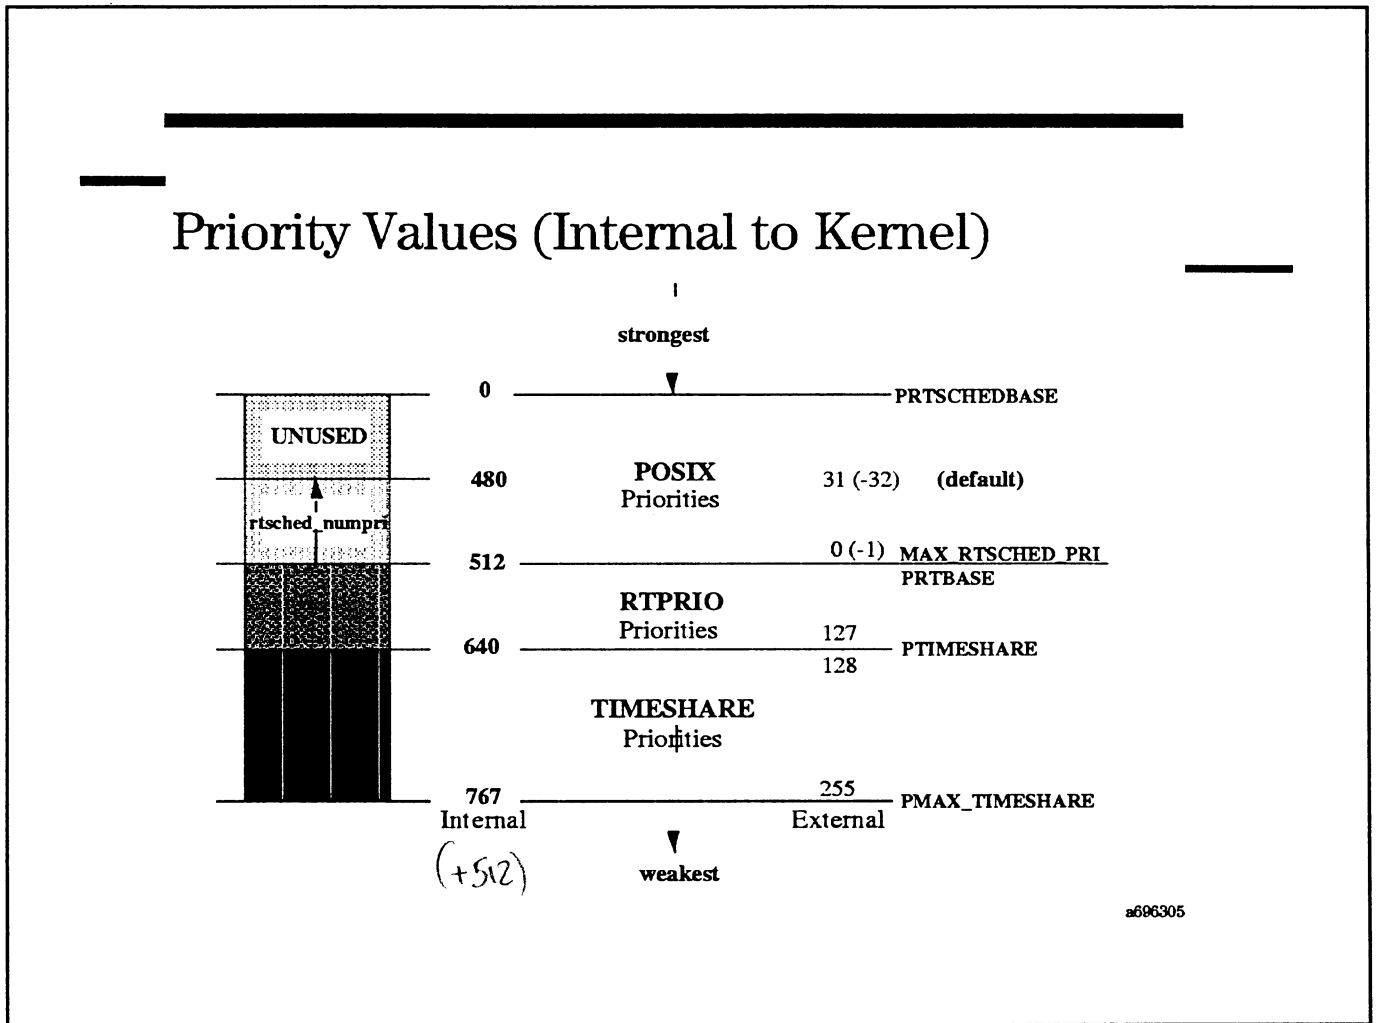 Priority Values (Internal to Kernel)
strongest
0 PRTSCHEDBASE
UNUSED
480 POSIX 31 (-32) (default)
Priorities
rtsched_numpri
0 (-1) MAX_RTSCHED_PRI
512
PRTBASE
RTPRIO
Priorities 127
640 PTIMESHARE
128
TIMESHARE
Priorities
255
767 PMAX_TIMESHARE
Internal External
(+512)
weakest
a696305